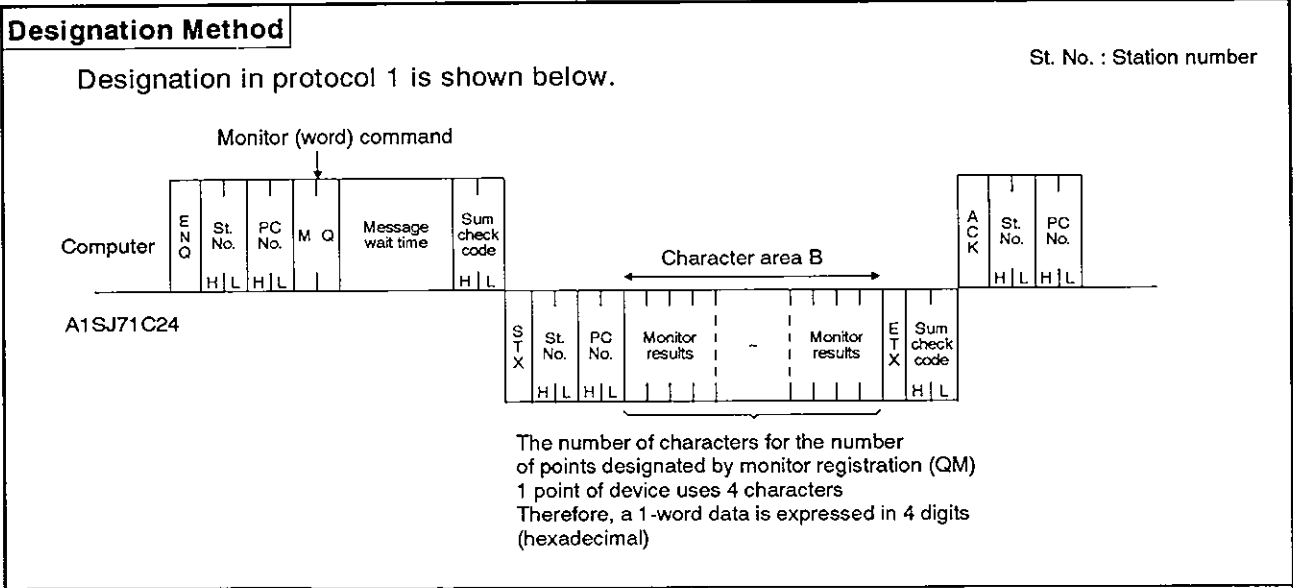 Designation Method
St. No. : Station number
Designation in protocol 1 is shown below.
Monitor (word) command
Computer
ENQ
St. No.
H L
PC No.
H L
M Q
Message wait time
Sum check code
H L
ACK
St. No.
H L
PC No.
H L
Character area B
A1SJ71C24
STX
St. No.
H L
PC No.
H L
Monitor results
~
Monitor results
ETX
Sum check code
H L
The number of characters for the number
of points designated by monitor registration (QM)
1 point of device uses 4 characters
Therefore, a 1-word data is expressed in 4 digits
(hexadecimal)